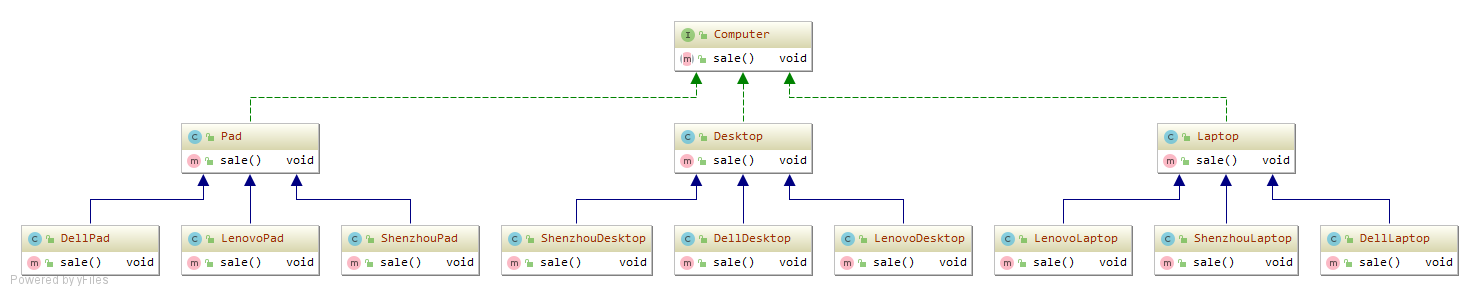 I Computer
m sale() void
C Pad
m sale() void
C Desktop
m sale() void
C Laptop
m sale() void
C DellPad
m sale() void
C LenovoPad
m sale() void
C ShenzhouPad
m sale() void
C ShenzhouDesktop
m sale() void
C DellDesktop
m sale() void
C LenovoDesktop
m sale() void
C LenovoLaptop
m sale() void
C ShenzhouLaptop
m sale() void
C DellLaptop
m sale() void
Powered by yFiles